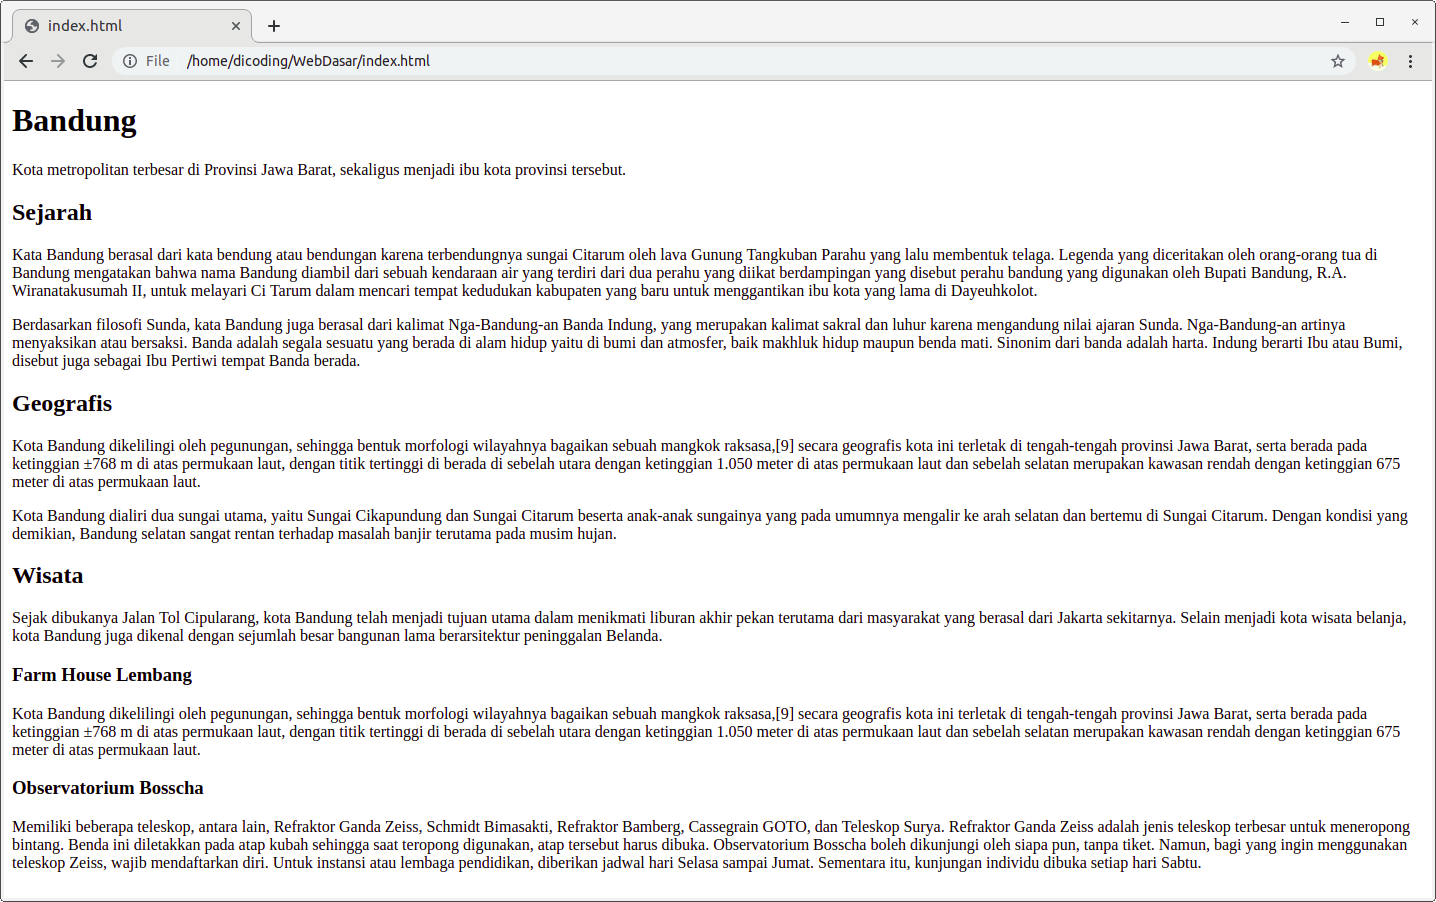 index.html
File /home/dicoding/WebDasar/index.html
Bandung
Kota metropolitan terbesar di Provinsi Jawa Barat, sekaligus menjadi ibu kota provinsi tersebut.
Sejarah
Kata Bandung berasal dari kata bendung atau bendungan karena terbendungnya sungai Citarum oleh lava Gunung Tangkuban Parahu yang lalu membentuk telaga. Legenda yang diceritakan oleh orang-orang tua di
Bandung mengatakan bahwa nama Bandung diambil dari sebuah kendaraan air yang terdiri dari dua perahu yang diikat berdampingan yang disebut perahu bandung yang digunakan oleh Bupati Bandung, R.A.
Wiranatakusumah II, untuk melayari Ci Tarum dalam mencari tempat kedudukan kabupaten yang baru untuk menggantikan ibu kota yang lama di Dayeuhkolot.
Berdasarkan filosofi Sunda, kata Bandung juga berasal dari kalimat Nga-Bandung-an Banda Indung, yang merupakan kalimat sakral dan luhur karena mengandung nilai ajaran Sunda. Nga-Bandung-an artinya
menyaksikan atau bersaksi. Banda adalah segala sesuatu yang berada di alam hidup yaitu di bumi dan atmosfer, baik makhluk hidup maupun benda mati. Sinonim dari banda adalah harta. Indung berarti Ibu atau Bumi,
disebut juga sebagai Ibu Pertiwi tempat Banda berada.
Geografis
Kota Bandung dikelilingi oleh pegunungan, sehingga bentuk morfologi wilayahnya bagaikan sebuah mangkok raksasa,[9] secara geografis kota ini terletak di tengah-tengah provinsi Jawa Barat, serta berada pada
ketinggian ±768 m di atas permukaan laut, dengan titik tertinggi di berada di sebelah utara dengan ketinggian 1.050 meter di atas permukaan laut dan sebelah selatan merupakan kawasan rendah dengan ketinggian 675
meter di atas permukaan laut.
Kota Bandung dialiri dua sungai utama, yaitu Sungai Cikapundung dan Sungai Citarum beserta anak-anak sungainya yang pada umumnya mengalir ke arah selatan dan bertemu di Sungai Citarum. Dengan kondisi yang
demikian, Bandung selatan sangat rentan terhadap masalah banjir terutama pada musim hujan.
Wisata
Sejak dibukanya Jalan Tol Cipularang, kota Bandung telah menjadi tujuan utama dalam menikmati liburan akhir pekan terutama dari masyarakat yang berasal dari Jakarta sekitarnya. Selain menjadi kota wisata belanja,
kota Bandung juga dikenal dengan sejumlah besar bangunan lama berarsitektur peninggalan Belanda.
Farm House Lembang
Kota Bandung dikelilingi oleh pegunungan, sehingga bentuk morfologi wilayahnya bagaikan sebuah mangkok raksasa,[9] secara geografis kota ini terletak di tengah-tengah provinsi Jawa Barat, serta berada pada
ketinggian ±768 m di atas permukaan laut, dengan titik tertinggi di berada di sebelah utara dengan ketinggian 1.050 meter di atas permukaan laut dan sebelah selatan merupakan kawasan rendah dengan ketinggian 675
meter di atas permukaan laut.
Observatorium Bosscha
Memiliki beberapa teleskop, antara lain, Refraktor Ganda Zeiss, Schmidt Bimasakti, Refraktor Bamberg, Cassegrain GOTO, dan Teleskop Surya. Refraktor Ganda Zeiss adalah jenis teleskop terbesar untuk meneropong
bintang. Benda ini diletakkan pada atap kubah sehingga saat teropong digunakan, atap tersebut harus dibuka. Observatorium Bosscha boleh dikunjungi oleh siapa pun, tanpa tiket. Namun, bagi yang ingin menggunakan
teleskop Zeiss, wajib mendaftarkan diri. Untuk instansi atau lembaga pendidikan, diberikan jadwal hari Selasa sampai Jumat. Sementara itu, kunjungan individu dibuka setiap hari Sabtu.